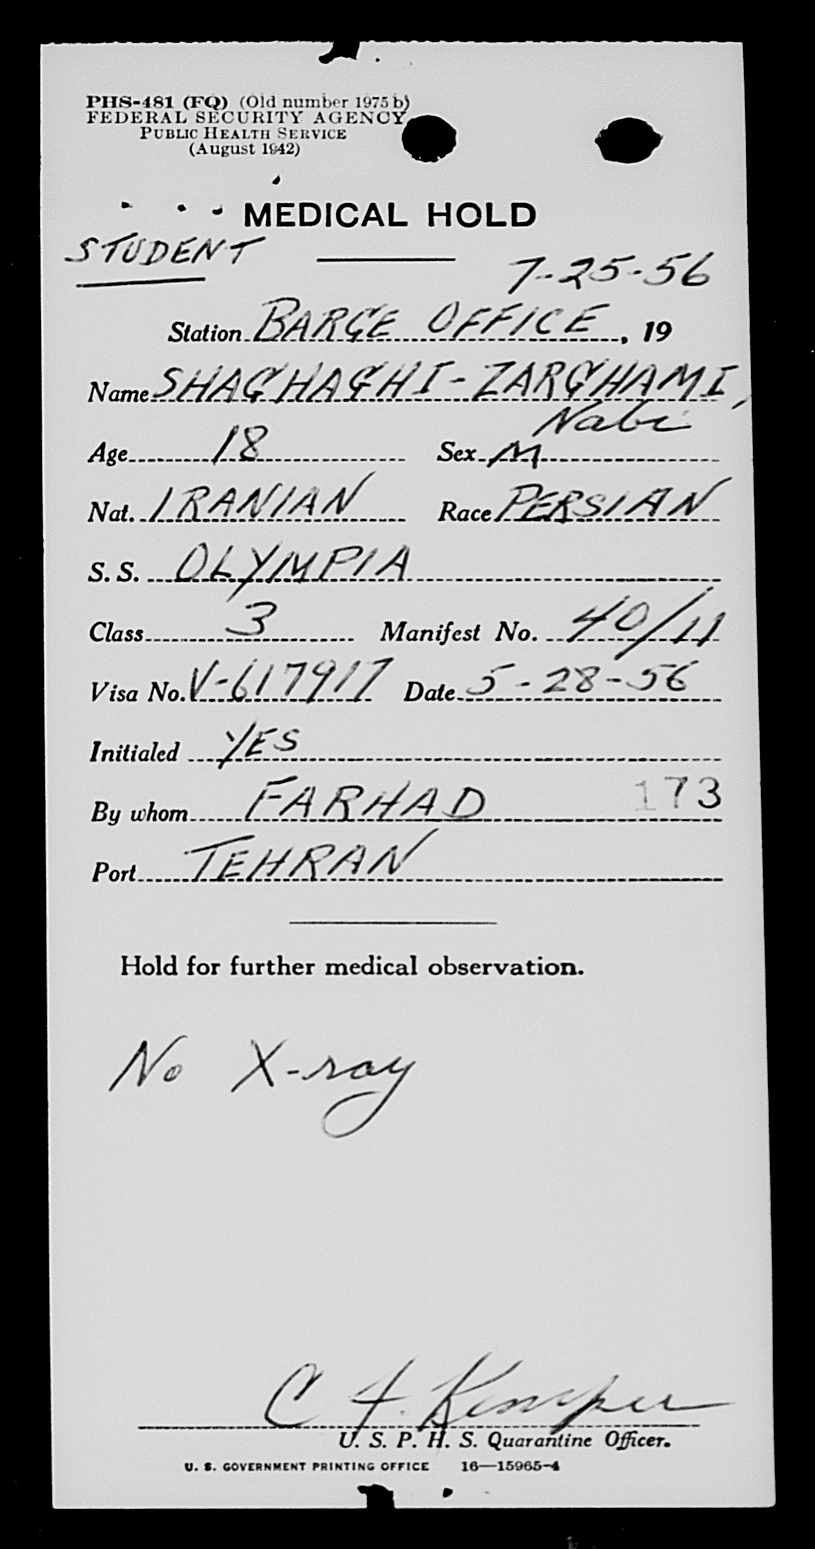 PHS-481 (FQ) (Old number 1975 b)
FEDERAL SECURITY AGENCY
PUBLIC HEALTH SERVICE
(August 1942)
MEDICAL HOLD
STUDENT
7-25-56
Station BARGE OFFICE, 19
Name SHAGHAGHI-ZARGHAMI,
Nabi
Age 18 Sex M
Nat. IRANIAN Race PERSIAN
S. S. OLYMPIA
Class 3 Manifest No. 40/11
Visa No. V-617917 Date 5-28-56
Initialed YES
By whom FARHAD 173
Port TEHRAN
Hold for further medical observation.
No X-ray
C F. Kemper
U. S. P. H. S. Quarantine Officer.
U. S. GOVERNMENT PRINTING OFFICE 16—15965-4